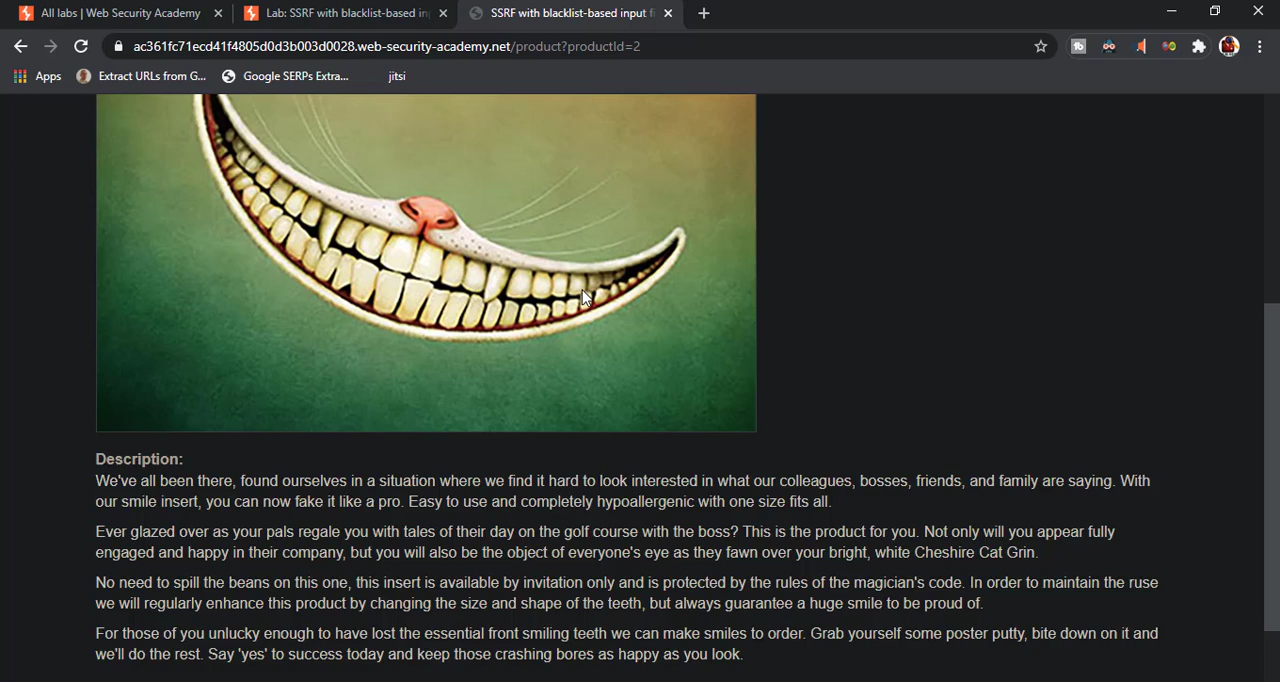 All labs | Web Security Academy
Lab: SSRF with blacklist-based in
SSRF with blacklist-based input fi
ac361fc71ecd41f4805d0d3b003d0028.web-security-academy.net/product?productId=2
Apps
Extract URLs from G...
Google SERPs Extra...
jitsi
Description:
We've all been there, found ourselves in a situation where we find it hard to look interested in what our colleagues, bosses, friends, and family are saying. With
our smile insert, you can now fake it like a pro. Easy to use and completely hypoallergenic with one size fits all.
Ever glazed over as your pals regale you with tales of their day on the golf course with the boss? This is the product for you. Not only will you appear fully
engaged and happy in their company, but you will also be the object of everyone's eye as they fawn over your bright, white Cheshire Cat Grin.
No need to spill the beans on this one, this insert is available by invitation only and is protected by the rules of the magician's code. In order to maintain the ruse
we will regularly enhance this product by changing the size and shape of the teeth, but always guarantee a huge smile to be proud of.
For those of you unlucky enough to have lost the essential front smiling teeth we can make smiles to order. Grab yourself some poster putty, bite down on it and
we'll do the rest. Say 'yes' to success today and keep those crashing bores as happy as you look.